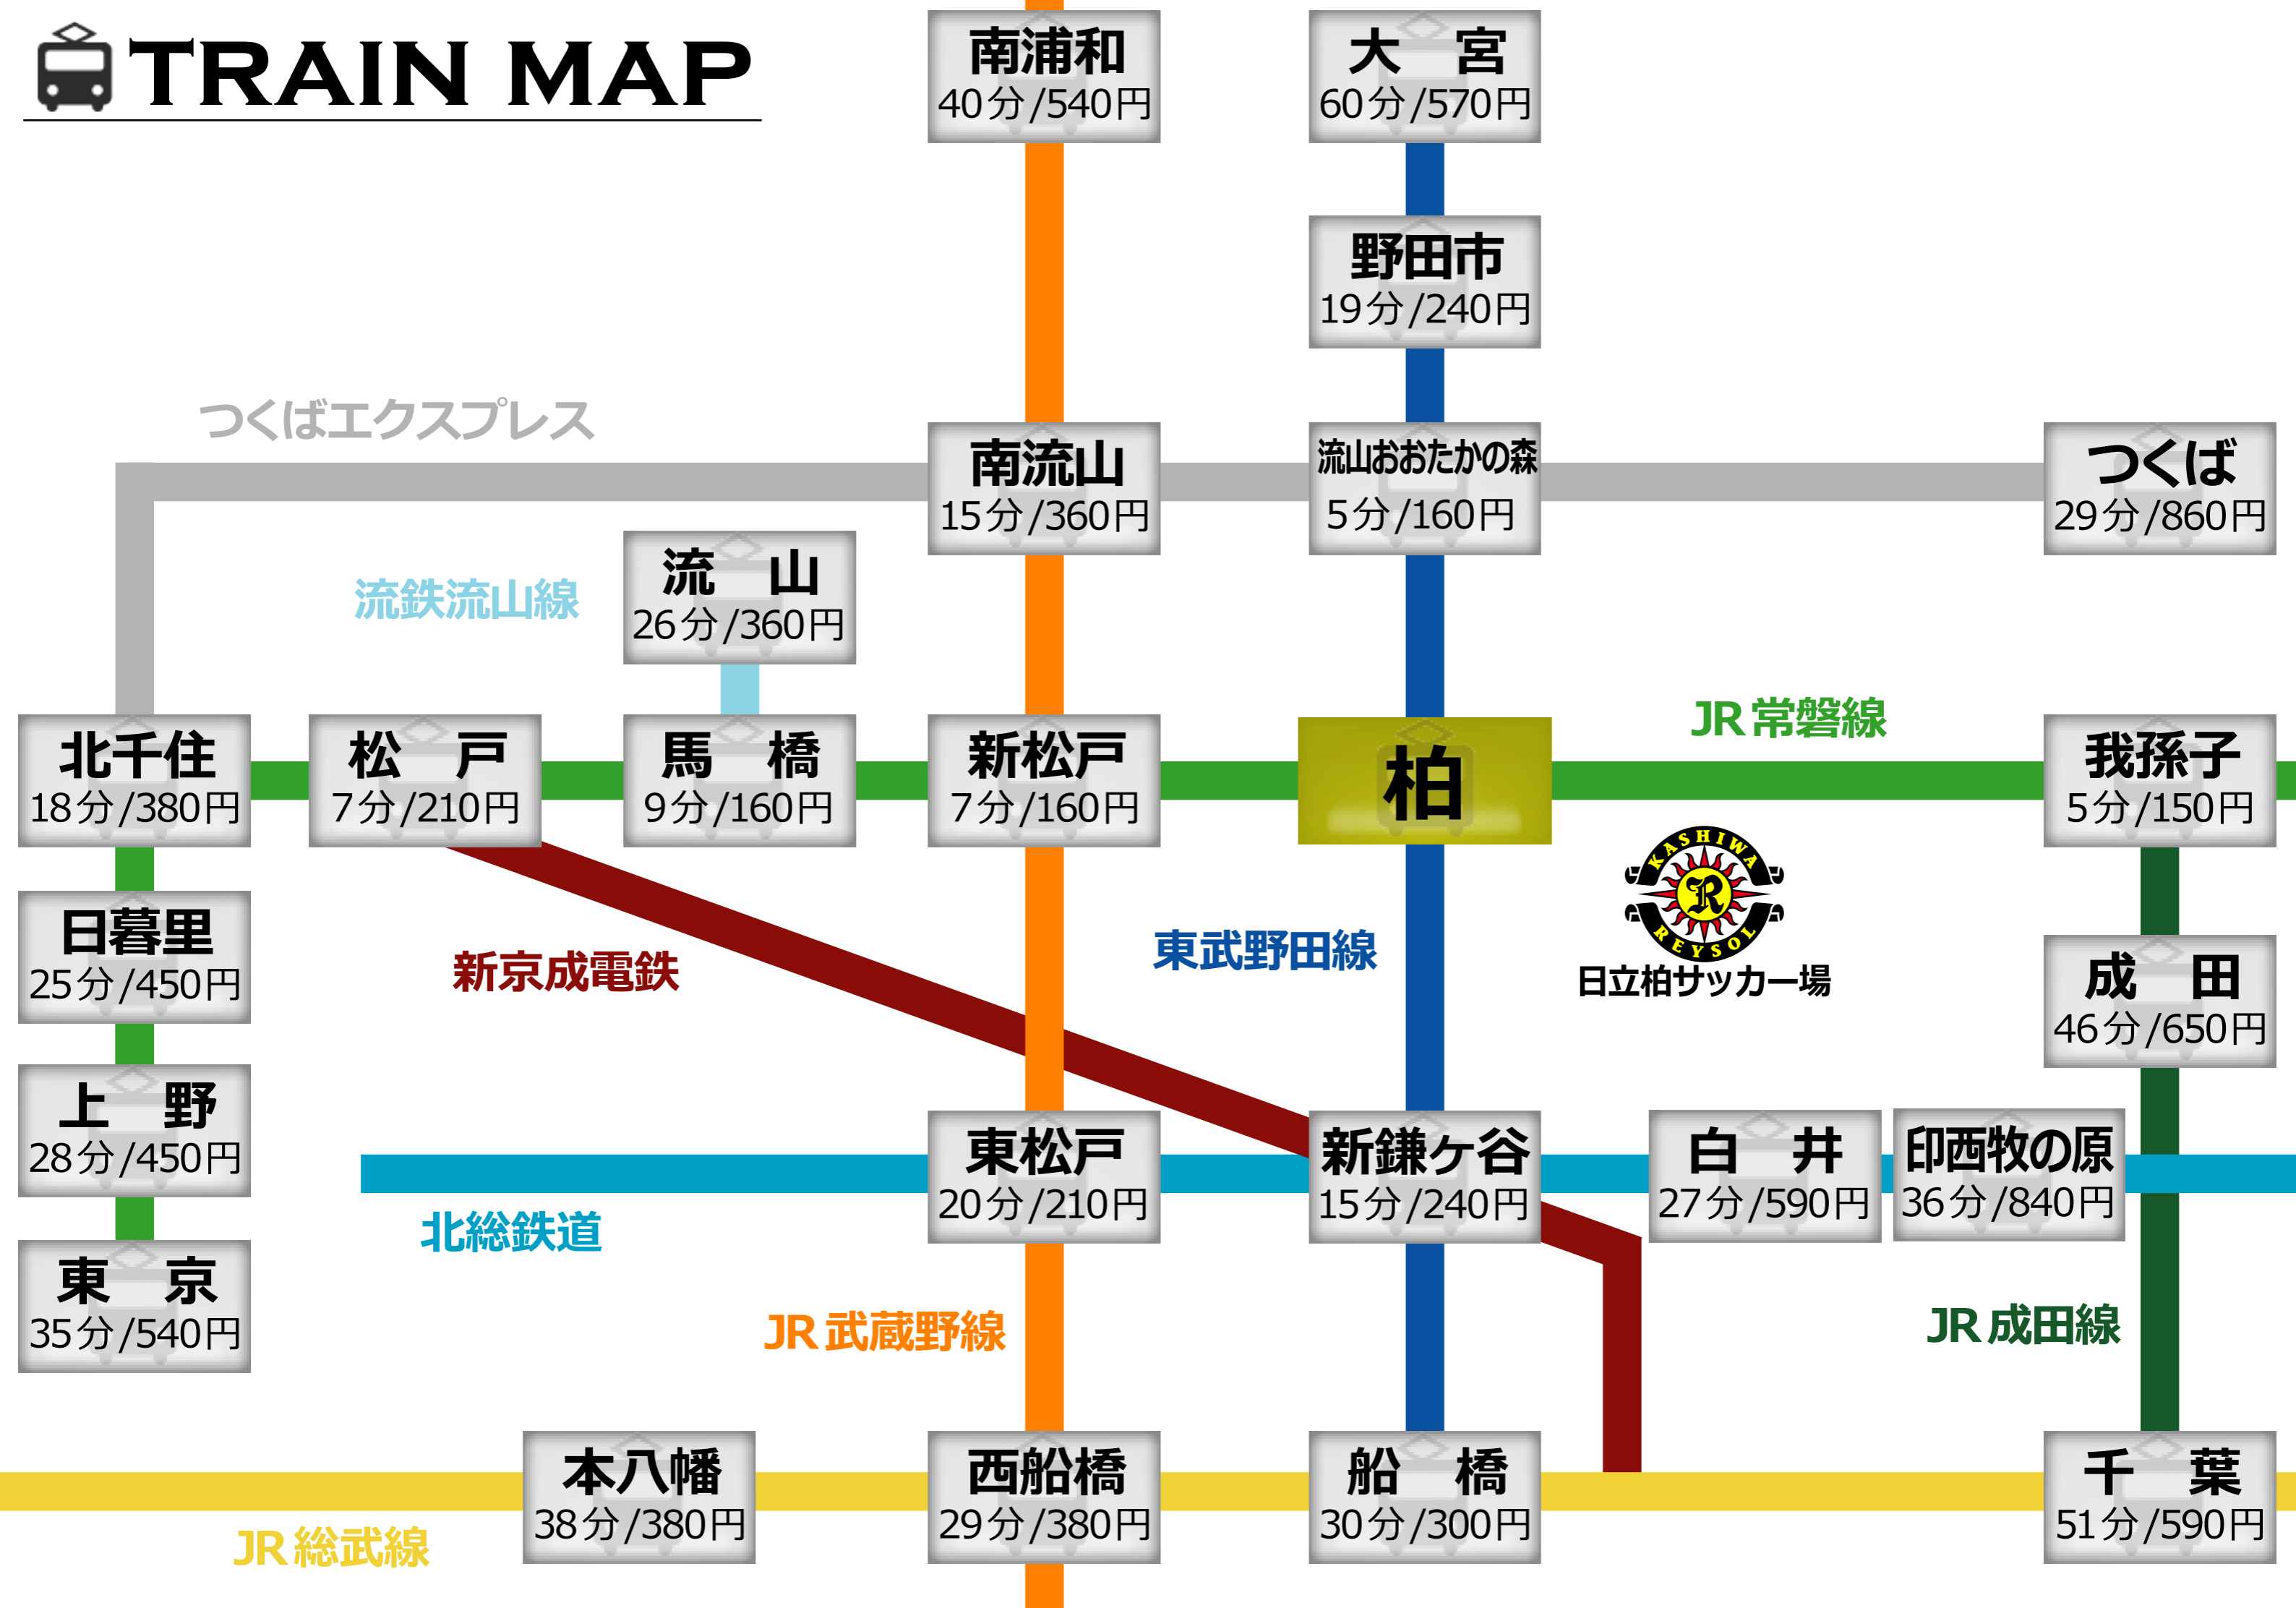 TRAIN MAP
南浦和
40分/540円
大　宮
60分/570円
野田市
19分/240円
つくばエクスプレス
南流山
15分/360円
流山おおたかの森
5分/160円
つくば
29分/860円
流鉄流山線
流　山
26分/360円
JR常磐線
北千住
18分/380円
松　戸
7分/210円
馬　橋
9分/160円
新松戸
7分/160円
柏
我孫子
5分/150円
KASHIWA
R
REYSOL
日立柏サッカー場
日暮里
25分/450円
新京成電鉄
東武野田線
成　田
46分/650円
上　野
28分/450円
東松戸
20分/210円
新鎌ヶ谷
15分/240円
白　井
27分/590円
印西牧の原
36分/840円
北総鉄道
東　京
35分/540円
JR武蔵野線
JR成田線
本八幡
38分/380円
西船橋
29分/380円
船　橋
30分/300円
千　葉
51分/590円
JR総武線